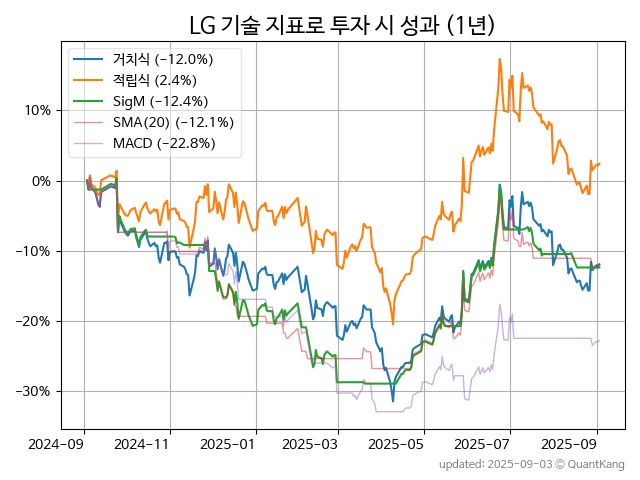 LG 기술 지표로 투자 시 성과 (1년)
거치식 (−12.0%)
적립식 (2.4%)
SigM (−12.4%)
SMA(20) (−12.1%)
MACD (−22.8%)
10%
0%
−10%
−20%
−30%
2024-09 2024-11 2025-01 2025-03 2025-05 2025-07 2025-09
updated: 2025-09-03 ⓒ QuantKang